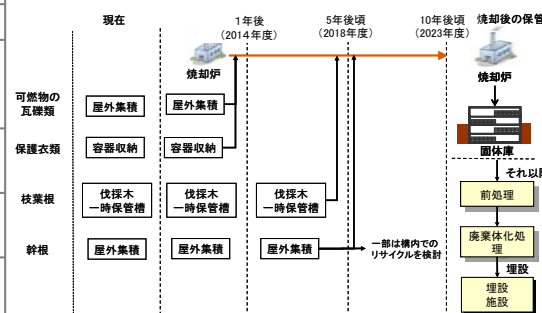 現在
1年後
(2014年度)
5年後頃
(2018年度)
10年後頃
(2023年度)
焼却後の保管
焼却炉
焼却炉
可燃物の
瓦礫類
屋外集積
屋外集積
保護衣類
容器収納
容器収納
固体庫
それ以
枝葉根
伐採木
一時保管槽
伐採木
一時保管槽
伐採木
一時保管槽
前処理
幹根
屋外集積
屋外集積
屋外集積
一部は構内での
リサイクルを検討
廃棄体化処
理
埋設
埋設
施設